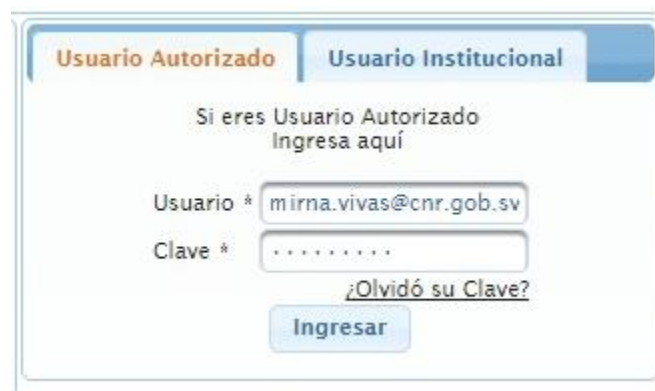 Usuario Autorizado Usuario Institucional
Si eres Usuario Autorizado
Ingresa aquí
Usuario * mirna.vivas@cnr.gob.sv
Clave * ·········
¿Olvidó su Clave?
Ingresar